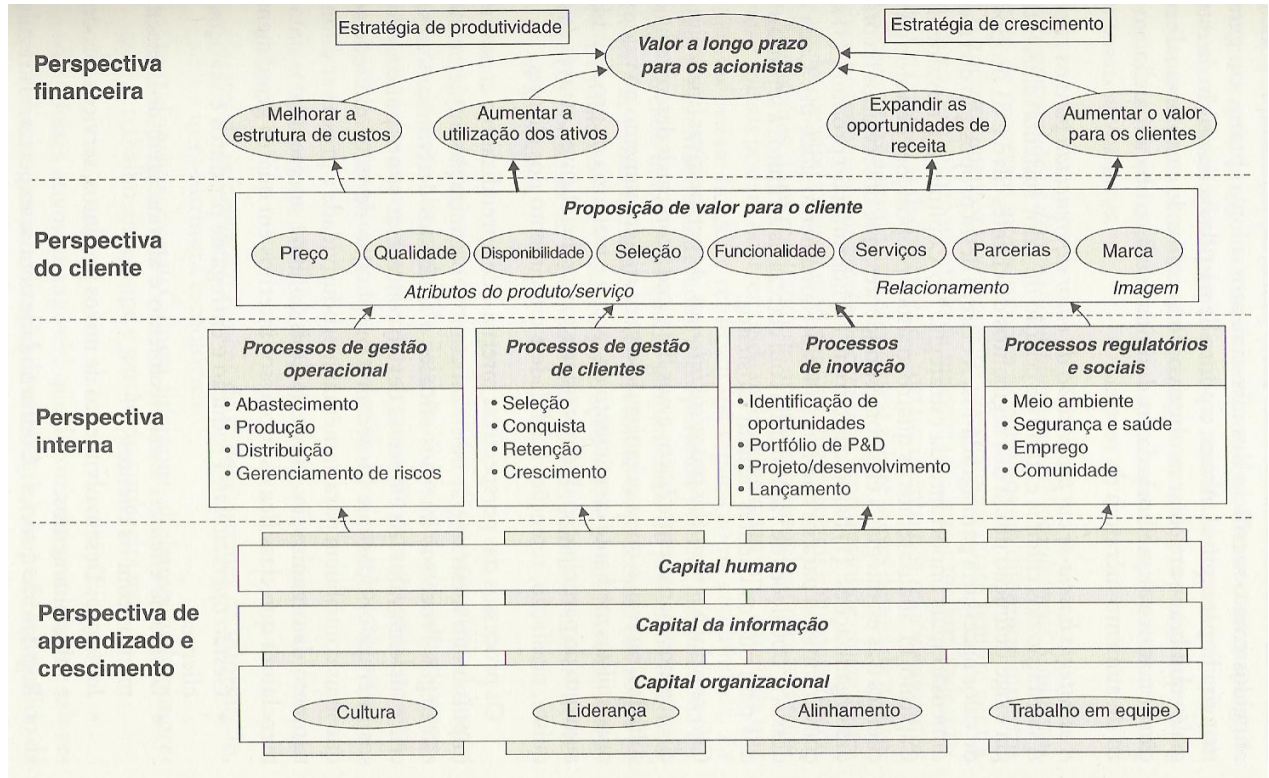 Estratégia de produtividade
Valor a longo prazo
para os acionistas
Estratégia de crescimento
Perspectiva
financeira
Melhorar a
estrutura de custos
Aumentar a
utilização dos ativos
Expandir as
oportunidades de
receita
Aumentar o valor
para os clientes
Perspectiva
do cliente
Proposição de valor para o cliente
Preço
Qualidade
Disponibilidade
Seleção
Funcionalidade
Serviços
Parcerias
Marca
Atributos do produto/serviço
Relacionamento
Imagem
Perspectiva
interna
Processos de gestão
operacional
• Abastecimento
• Produção
• Distribuição
• Gerenciamento de riscos
Processos de gestão
de clientes
• Seleção
• Conquista
• Retenção
• Crescimento
Processos
de inovação
• Identificação de
oportunidades
• Portfólio de P&D
• Projeto/desenvolvimento
• Lançamento
Processos regulatórios
e sociais
• Meio ambiente
• Segurança e saúde
• Emprego
• Comunidade
Perspectiva de
aprendizado e
crescimento
Capital humano
Capital da informação
Capital organizacional
Cultura
Liderança
Alinhamento
Trabalho em equipe